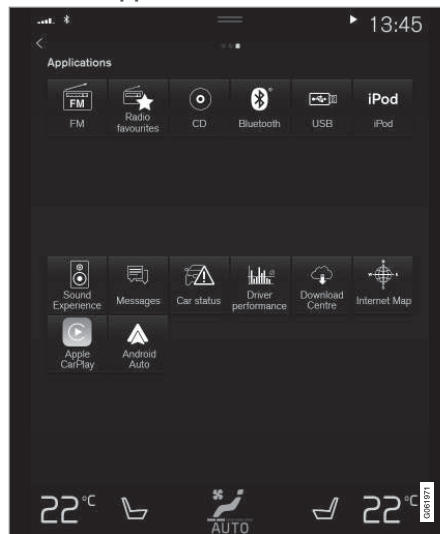 13:45
Applications
FM
FM
Radio
favourites
CD
Bluetooth
USB
iPod
iPod
Sound
Experience
Messages
Car status
Driver
performance
Download
Centre
Internet Map
Apple
CarPlay
Android
Auto
22°C
AUTO
22°C
G061971